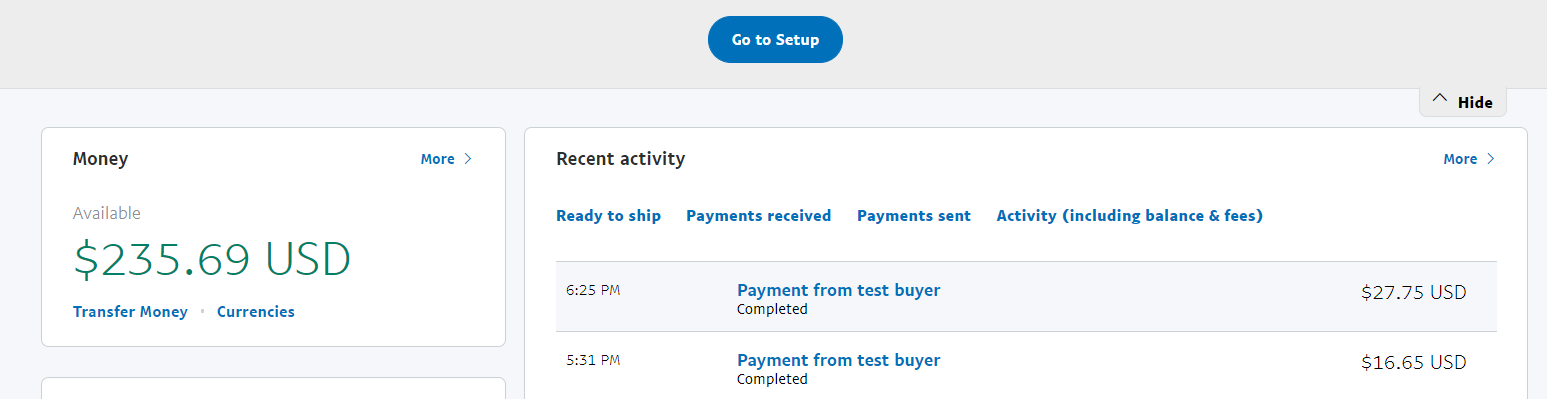 Go to Setup
Hide
Money
More
Available
$235.69 USD
Transfer Money • Currencies
Recent activity
More
Ready to ship Payments received Payments sent Activity (including balance & fees)
6:25 PM Payment from test buyer $27.75 USD
Completed
5:31 PM Payment from test buyer $16.65 USD
Completed